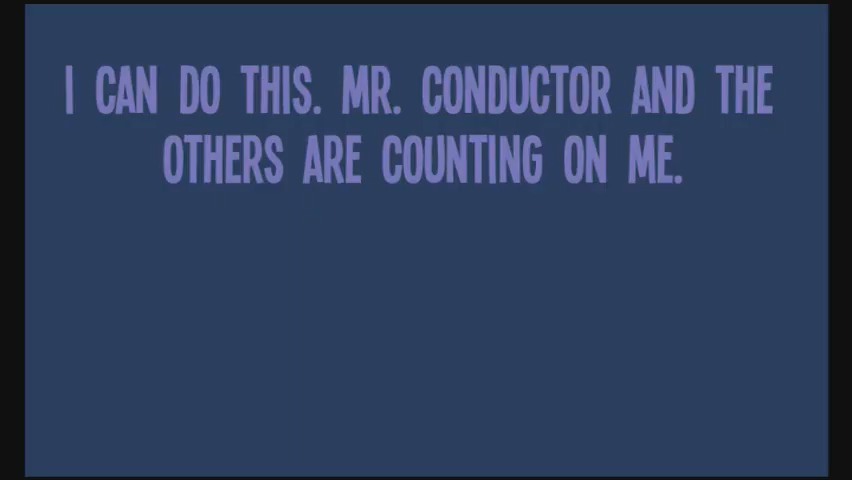 I CAN DO THIS. MR. CONDUCTOR AND THE
OTHERS ARE COUNTING ON ME.